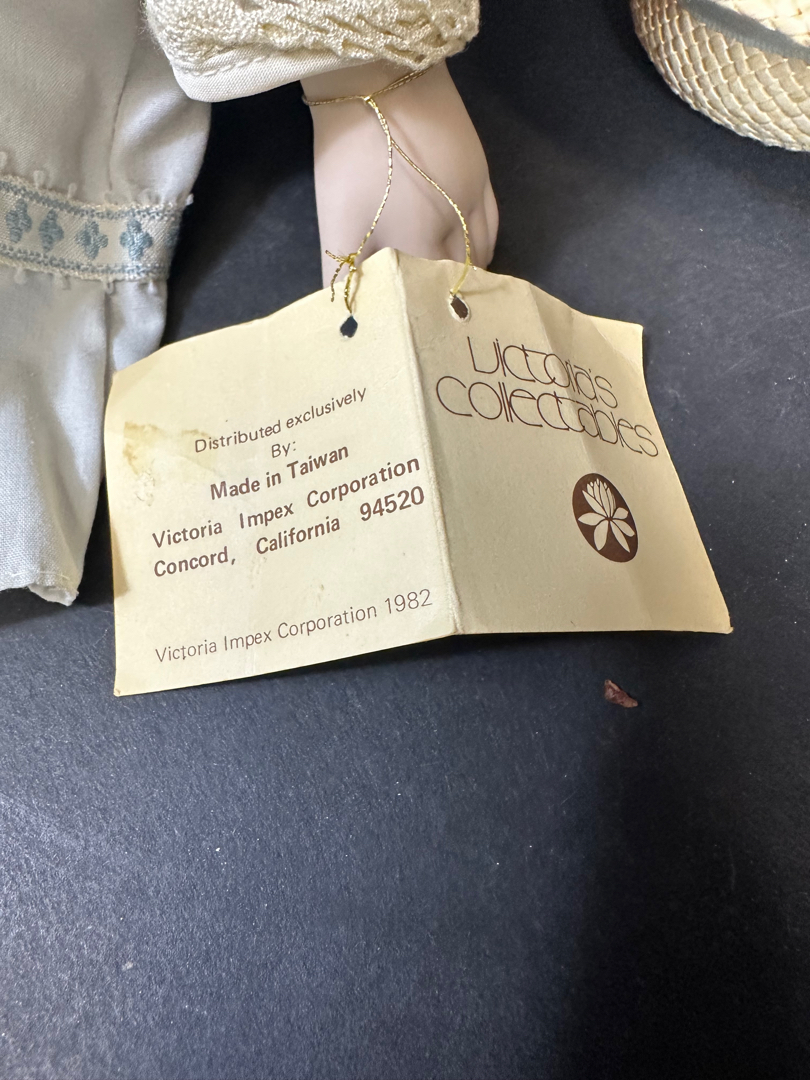 Distributed exclusively
By:
Made in Taiwan
Victoria Impex Corporation
Concord, California 94520
Victoria Impex Corporation 1982
Victoria's
Collectables